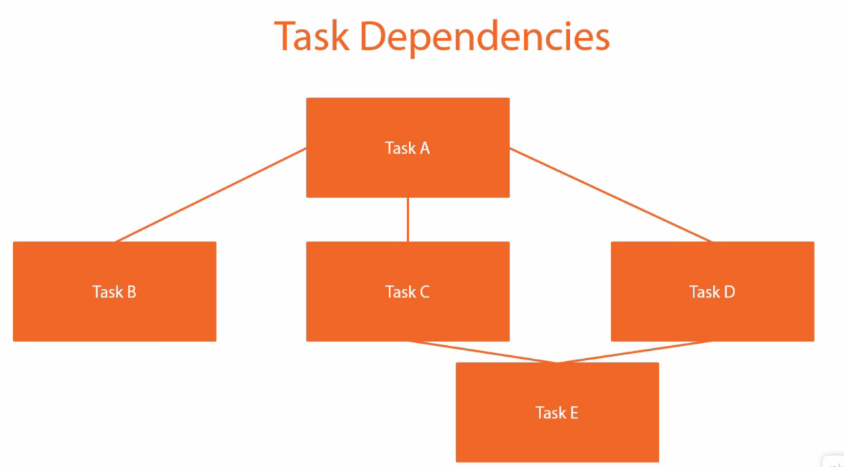 Task Dependencies
Task A
Task B
Task C
Task D
Task E